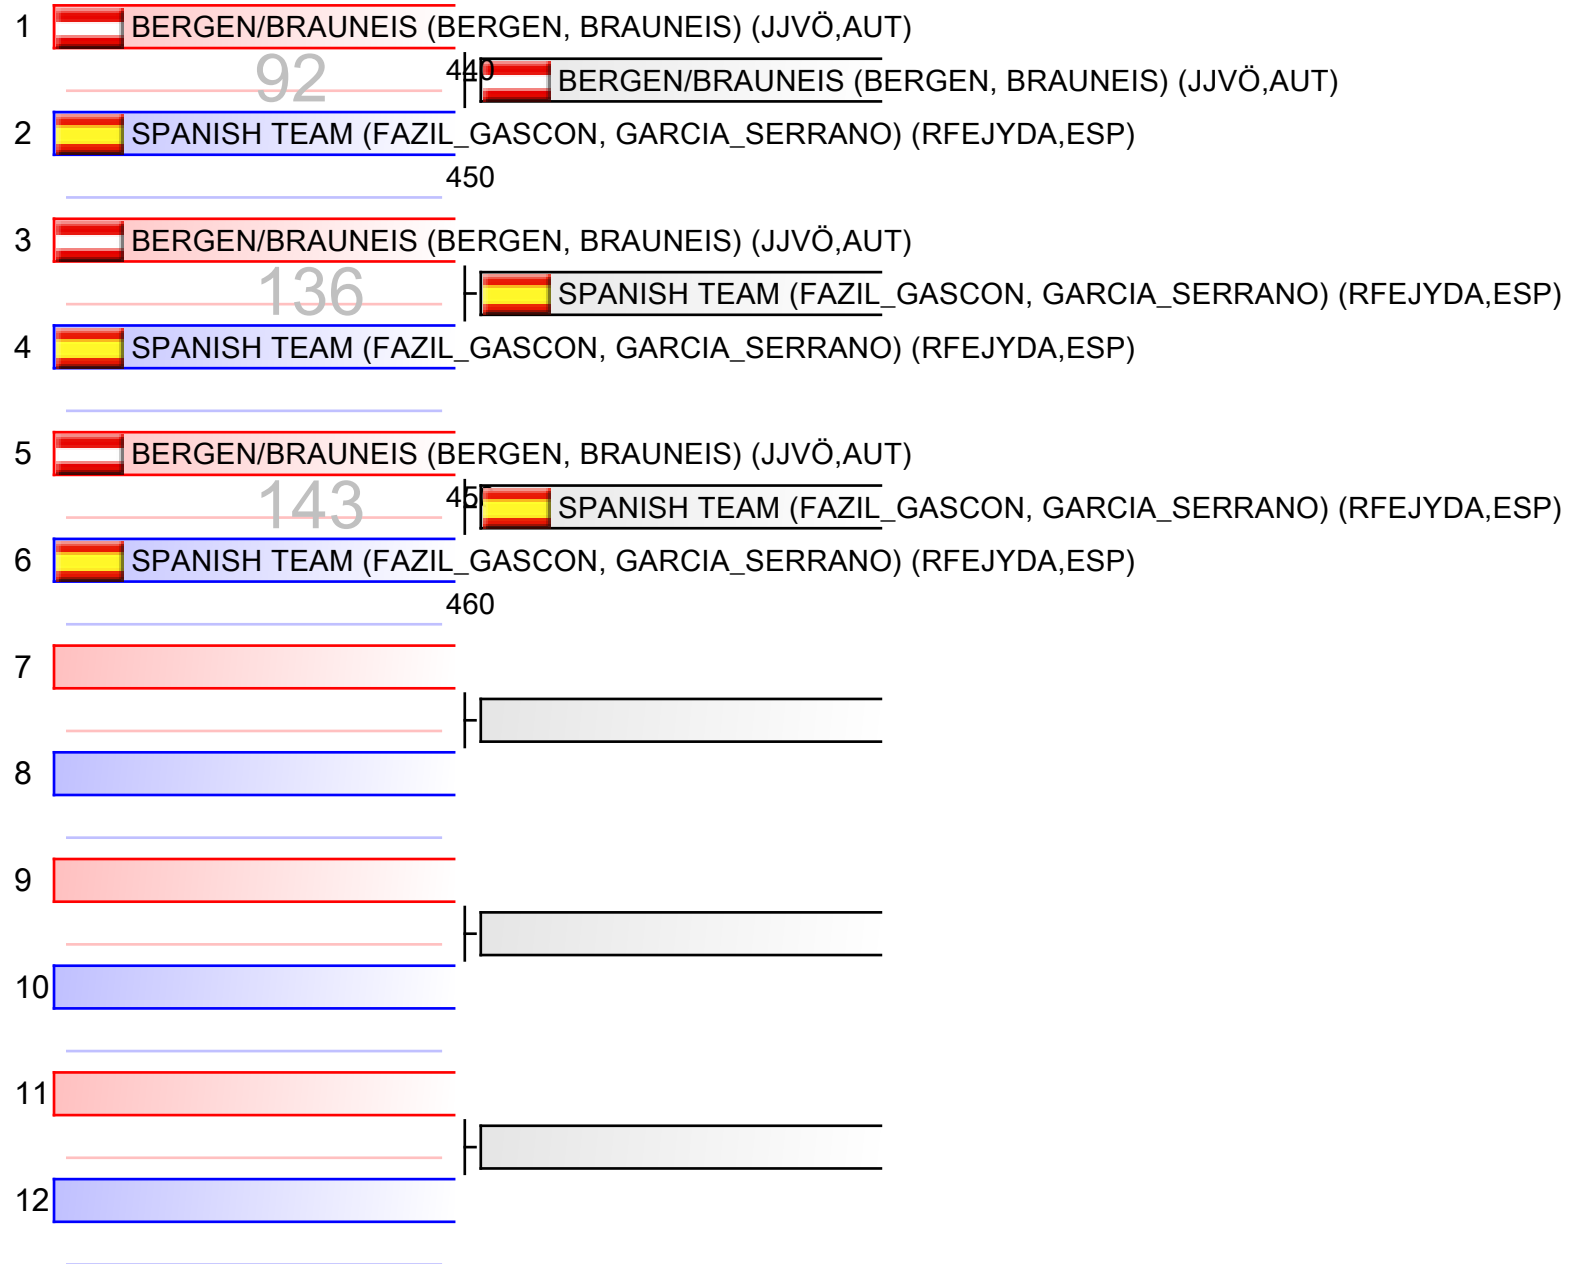 1 BERGEN/BRAUNEIS (BERGEN, BRAUNEIS) (JJVÖ,AUT)
92 440 BERGEN/BRAUNEIS (BERGEN, BRAUNEIS) (JJVÖ,AUT)
2 SPANISH TEAM (FAZIL_GASCON, GARCIA_SERRANO) (RFEJYDA,ESP)
450
3 BERGEN/BRAUNEIS (BERGEN, BRAUNEIS) (JJVÖ,AUT)
136 SPANISH TEAM (FAZIL_GASCON, GARCIA_SERRANO) (RFEJYDA,ESP)
4 SPANISH TEAM (FAZIL_GASCON, GARCIA_SERRANO) (RFEJYDA,ESP)
5 BERGEN/BRAUNEIS (BERGEN, BRAUNEIS) (JJVÖ,AUT)
143 SPANISH TEAM (FAZIL_GASCON, GARCIA_SERRANO) (RFEJYDA,ESP)
6 SPANISH TEAM (FAZIL_GASCON, GARCIA_SERRANO) (RFEJYDA,ESP)
460
7
8
9
10
11
12